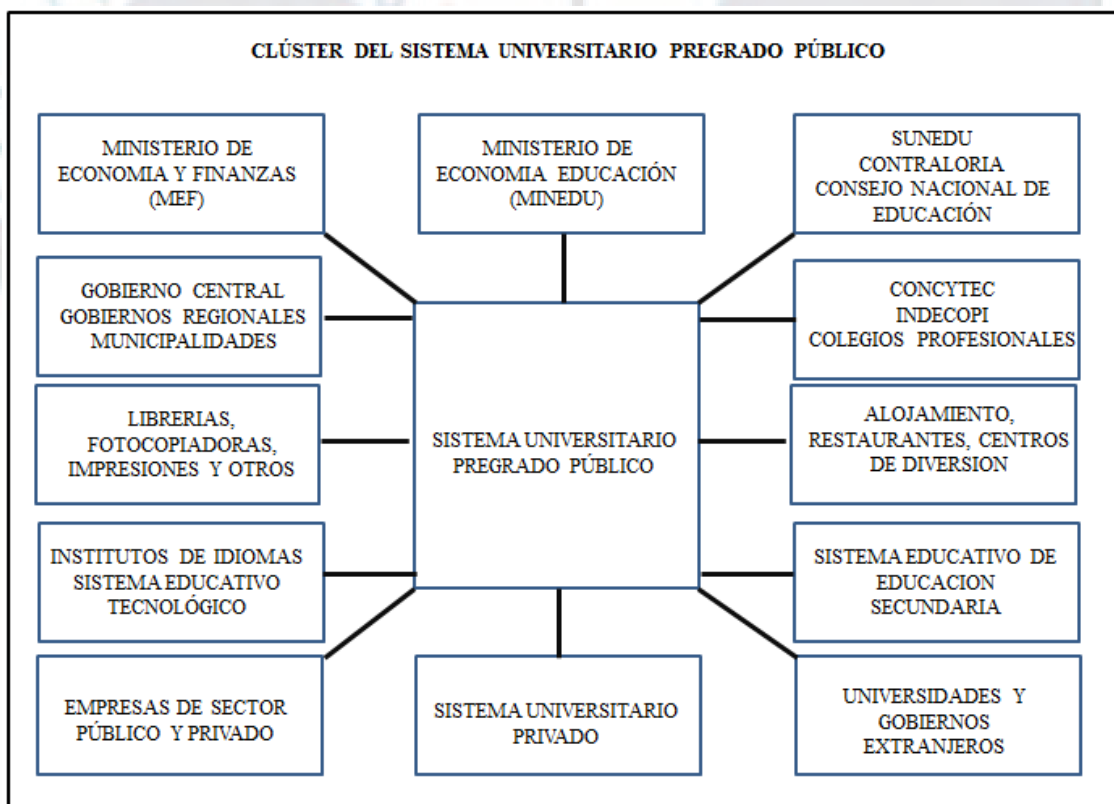 CLÚSTER DEL SISTEMA UNIVERSITARIO PREGRADO PÚBLICO
MINISTERIO DE
ECONOMIA Y FINANZAS
(MEF)
MINISTERIO DE
ECONOMIA EDUCACIÓN
(MINEDU)
SUNEDU
CONTRALORIA
CONSEJO NACIONAL DE
EDUCACIÓN
GOBIERNO CENTRAL
GOBIERNOS REGIONALES
MUNICIPALIDADES
CONCYTEC
INDECOPI
COLEGIOS PROFESIONALES
LIBRERIAS,
FOTOCOPIADORAS,
IMPRESIONES Y OTROS
SISTEMA UNIVERSITARIO
PREGRADO PÚBLICO
ALOJAMIENTO,
RESTAURANTES, CENTROS
DE DIVERSION
INSTITUTOS DE IDIOMAS
SISTEMA EDUCATIVO
TECNOLÓGICO
SISTEMA EDUCATIVO DE
EDUCACION
SECUNDARIA
EMPRESAS DE SECTOR
PÚBLICO Y PRIVADO
SISTEMA UNIVERSITARIO
PRIVADO
UNIVERSIDADES Y
GOBIERNOS
EXTRANJEROS